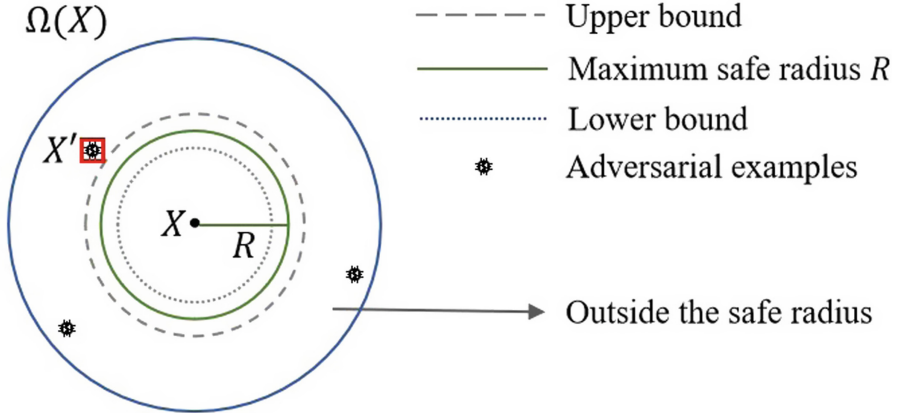 Ω(X)
Upper bound
Maximum safe radius R
Lower bound
X′
Adversarial examples
X
R
Outside the safe radius